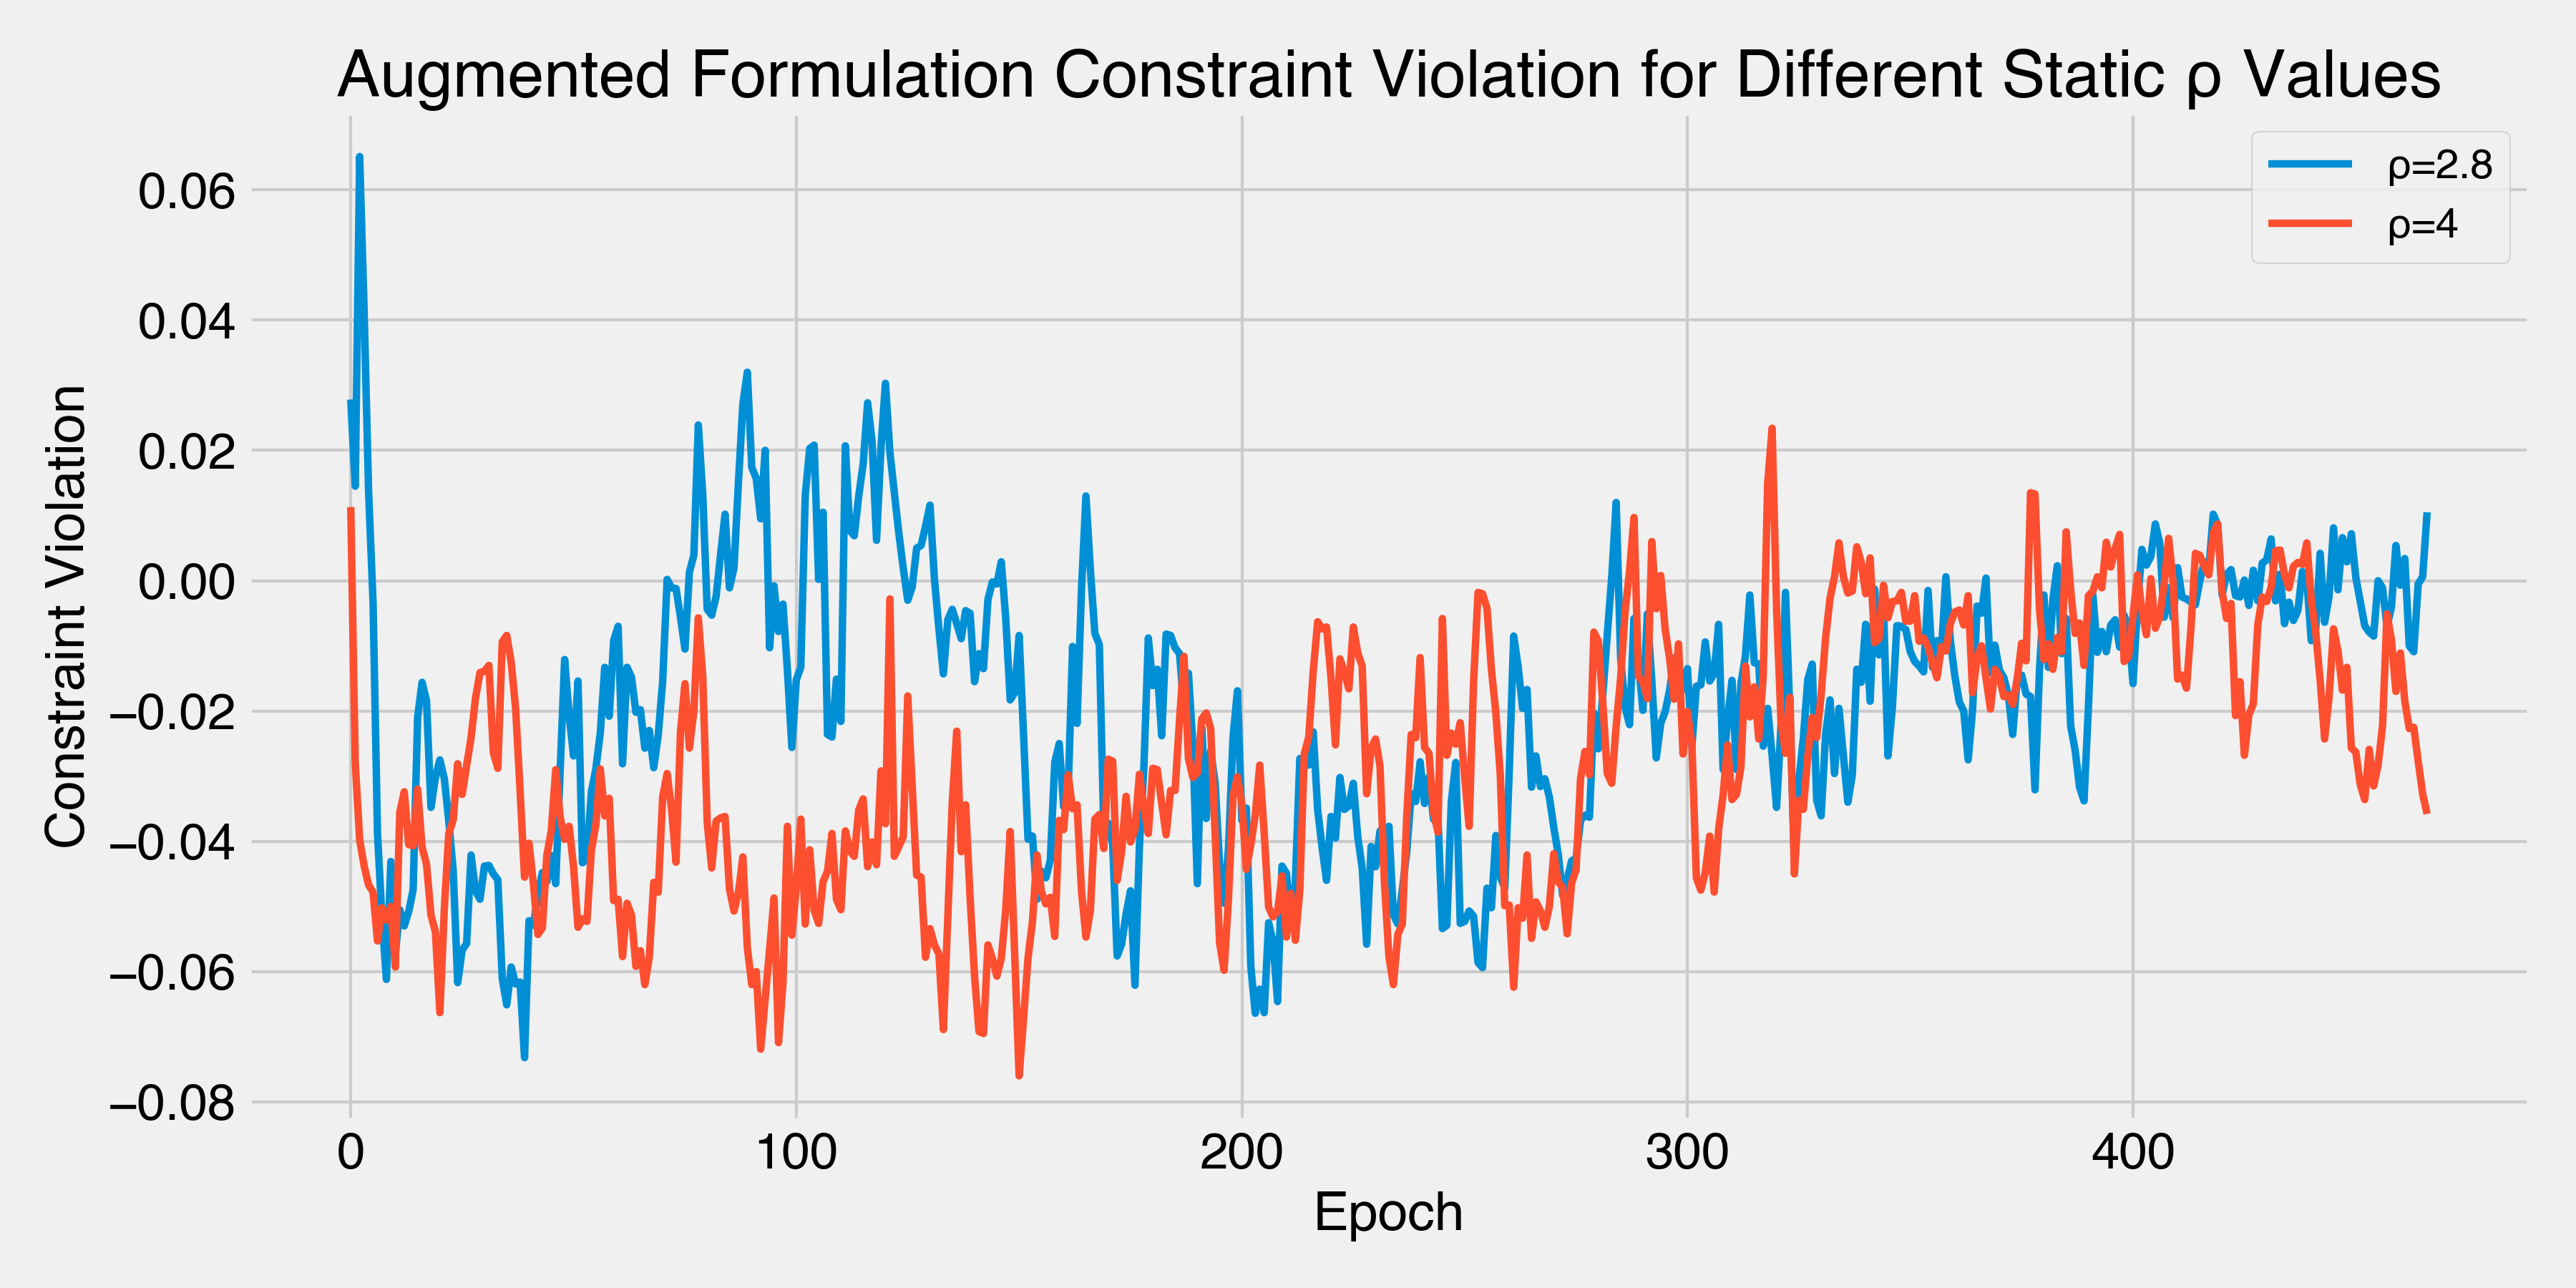 Augmented Formulation Constraint Violation for Different Static ρ Values
ρ=2.8
ρ=4
Constraint Violation
0.06
0.04
0.02
0.00
−0.02
−0.04
−0.06
−0.08
0 100 200 300 400
Epoch